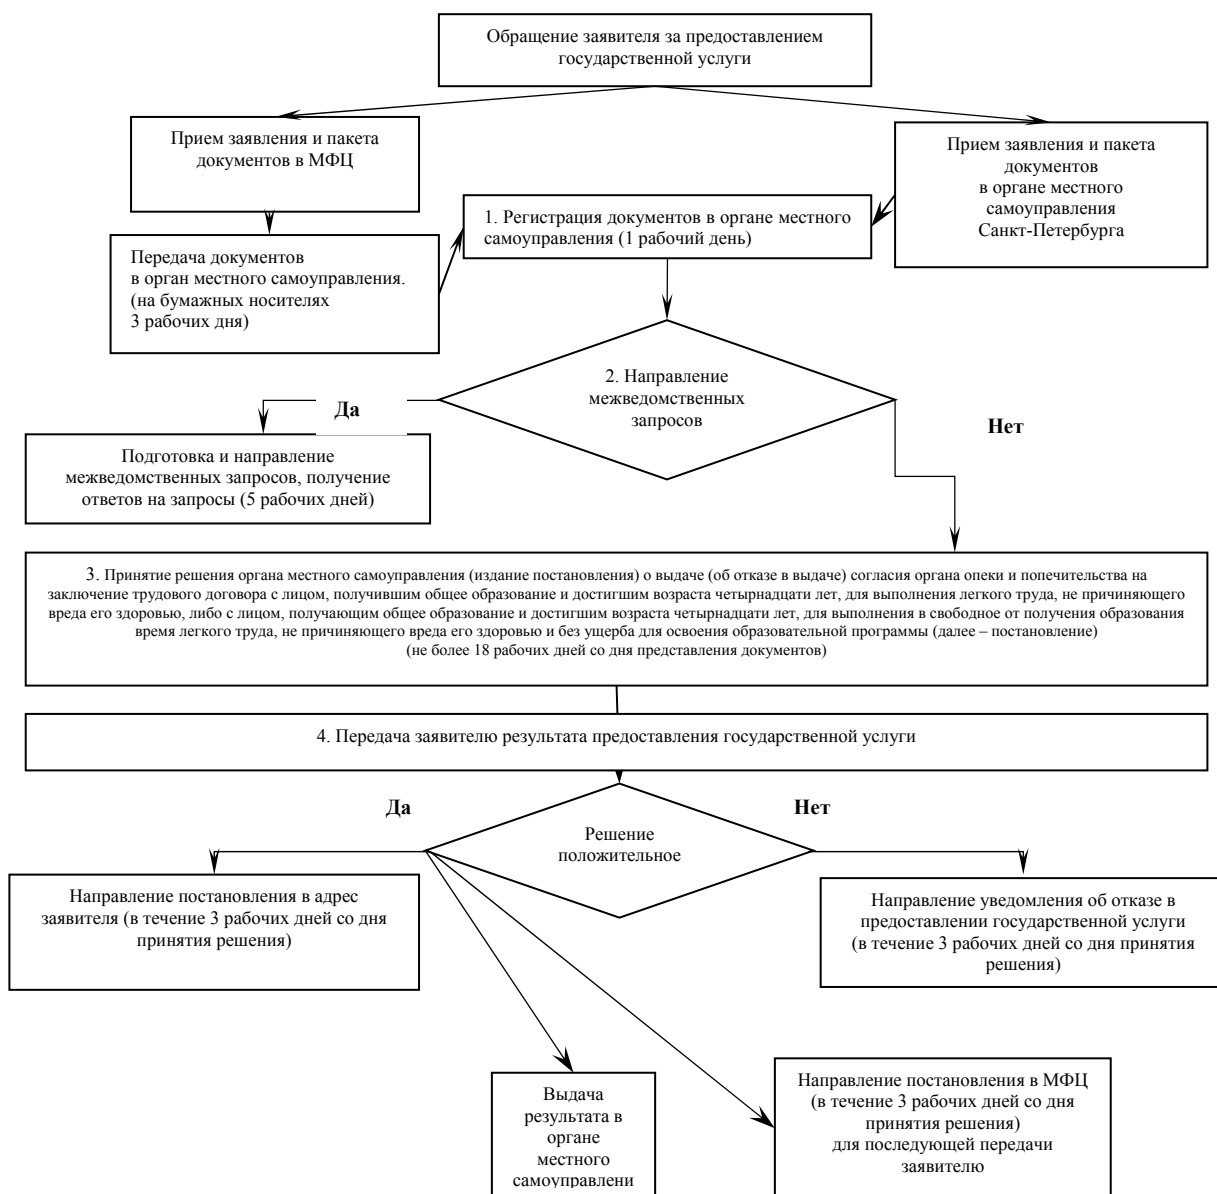 Обращение заявителя за предоставлением
государственной услуги
Прием заявления и пакета
документов в МФЦ
Прием заявления и пакета
документов
в органе местного
самоуправления
Санкт-Петербурга
1. Регистрация документов в органе местного
самоуправления (1 рабочий день)
Передача документов
в орган местного самоуправления.
(на бумажных носителях
3 рабочих дня)
2. Направление
межведомственных
запросов
Да
Нет
Подготовка и направление
межведомственных запросов, получение
ответов на запросы (5 рабочих дней)
3. Принятие решения органа местного самоуправления (издание постановления) о выдаче (об отказе в выдаче) согласия органа опеки и попечительства на
заключение трудового договора с лицом, получившим общее образование и достигшим возраста четырнадцати лет, для выполнения легкого труда, не причиняющего
вреда его здоровью, либо с лицом, получающим общее образование и достигшим возраста четырнадцати лет, для выполнения в свободное от получения образования
время легкого труда, не причиняющего вреда его здоровью и без ущерба для освоения образовательной программы (далее – постановление)
(не более 18 рабочих дней со дня представления документов)
4. Передача заявителю результата предоставления государственной услуги
Да
Нет
Решение
положительное
Направление постановления в адрес
заявителя (в течение 3 рабочих дней со дня
принятия решения)
Направление уведомления об отказе в
предоставлении государственной услуги
(в течение 3 рабочих дней со дня принятия
решения)
Выдача
результата в
органе
местного
самоуправлени
Направление постановления в МФЦ
(в течение 3 рабочих дней со дня
принятия решения)
для последующей передачи
заявителю